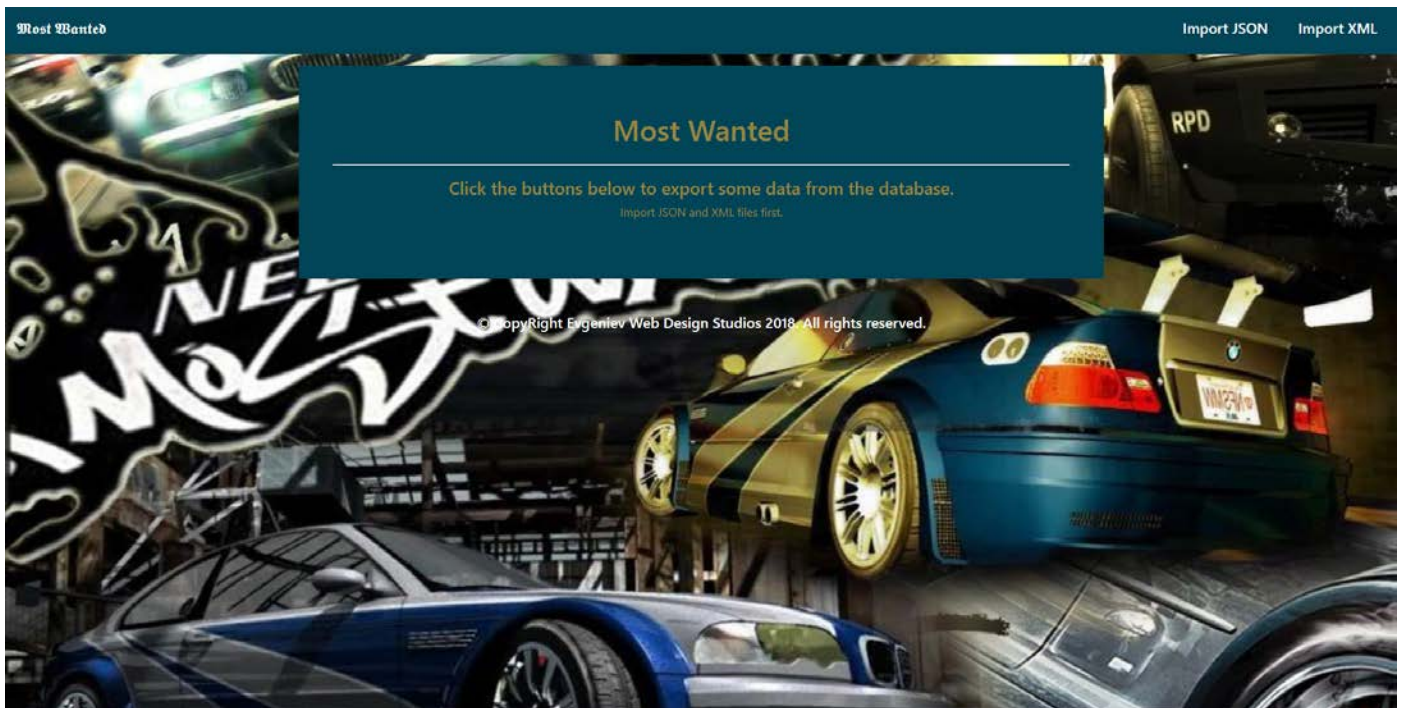 Most Wanted
Import JSON Import XML
Most Wanted
Click the buttons below to export some data from the database.
Import JSON and XML files first.
RPD
© CopyRight Evgeniev Web Design Studios 2018. All rights reserved.